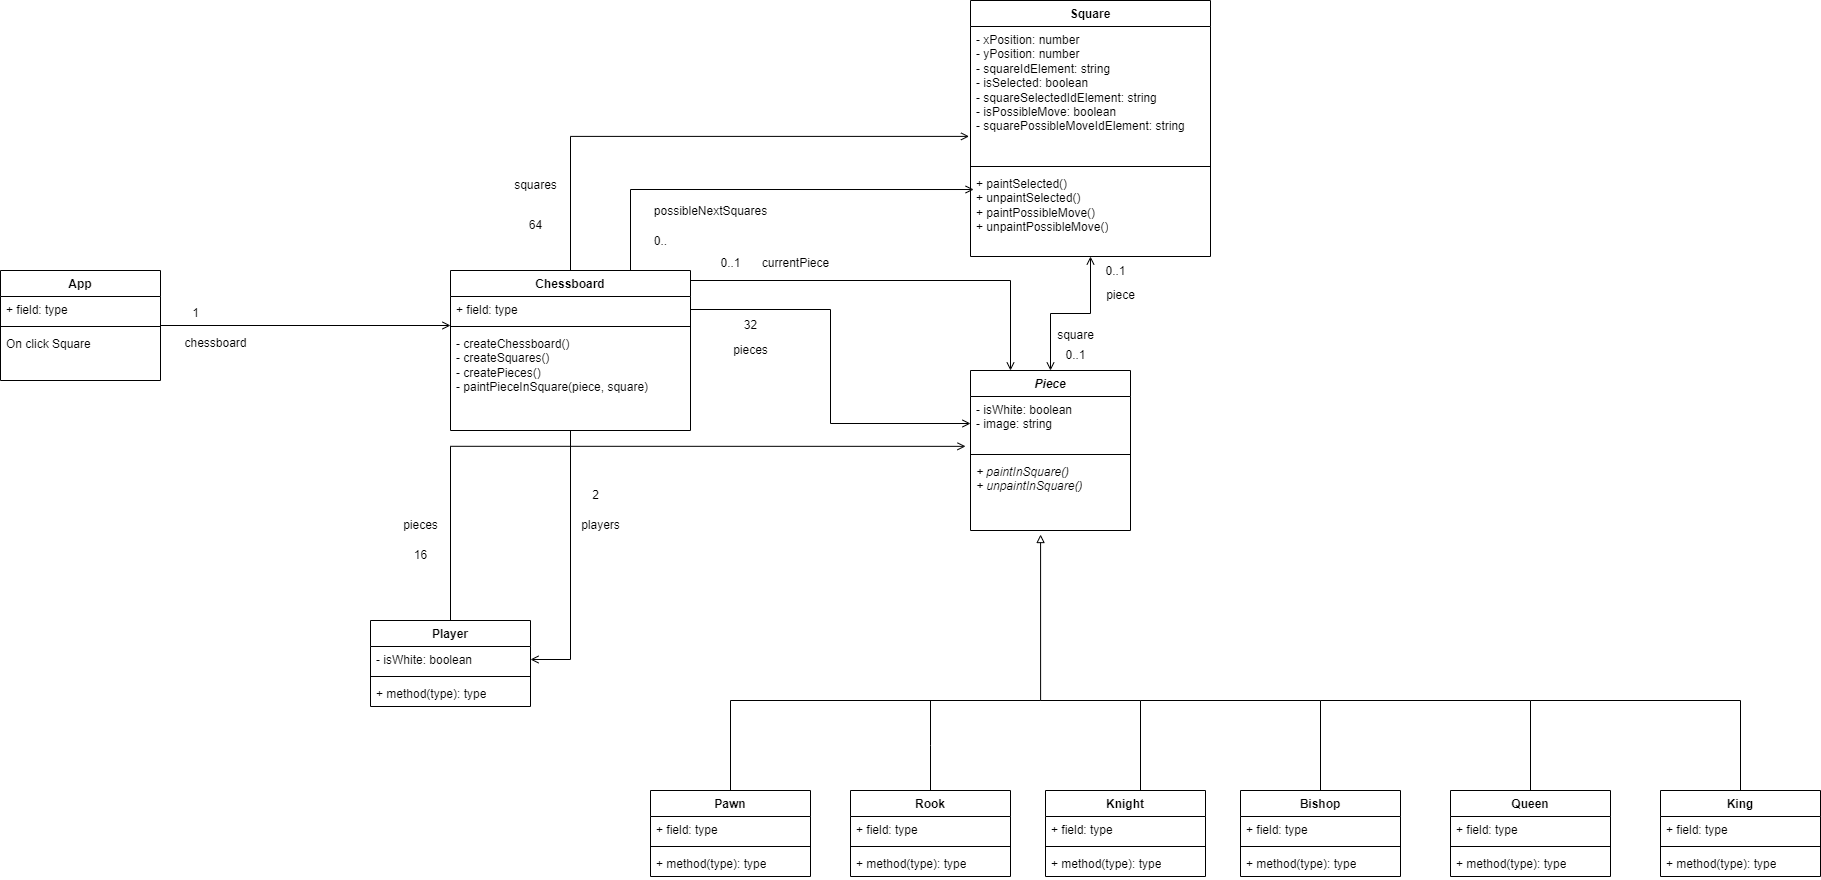 Square
- xPosition: number
- yPosition: number
- squareIdElement: string
- isSelected: boolean
- squareSelectedIdElement: string
- isPossibleMove: boolean
- squarePossibleMoveIdElement: string
+ paintSelected()
+ unpaintSelected()
+ paintPossibleMove()
+ unpaintPossibleMove()
squares
64
possibleNextSquares
0..
0..1
currentPiece
App
+ field: type
On click Square
1
chessboard
Chessboard
+ field: type
- createChessboard()
- createSquares()
- createPieces()
- paintPieceInSquare(piece, square)
32
pieces
0..1
piece
square
0..1
Piece
- isWhite: boolean
- image: string
+ paintInSquare()
+ unpaintInSquare()
pieces
16
2
players
Player
- isWhite: boolean
+ method(type): type
Pawn
+ field: type
+ method(type): type
Rook
+ field: type
+ method(type): type
Knight
+ field: type
+ method(type): type
Bishop
+ field: type
+ method(type): type
Queen
+ field: type
+ method(type): type
King
+ field: type
+ method(type): type